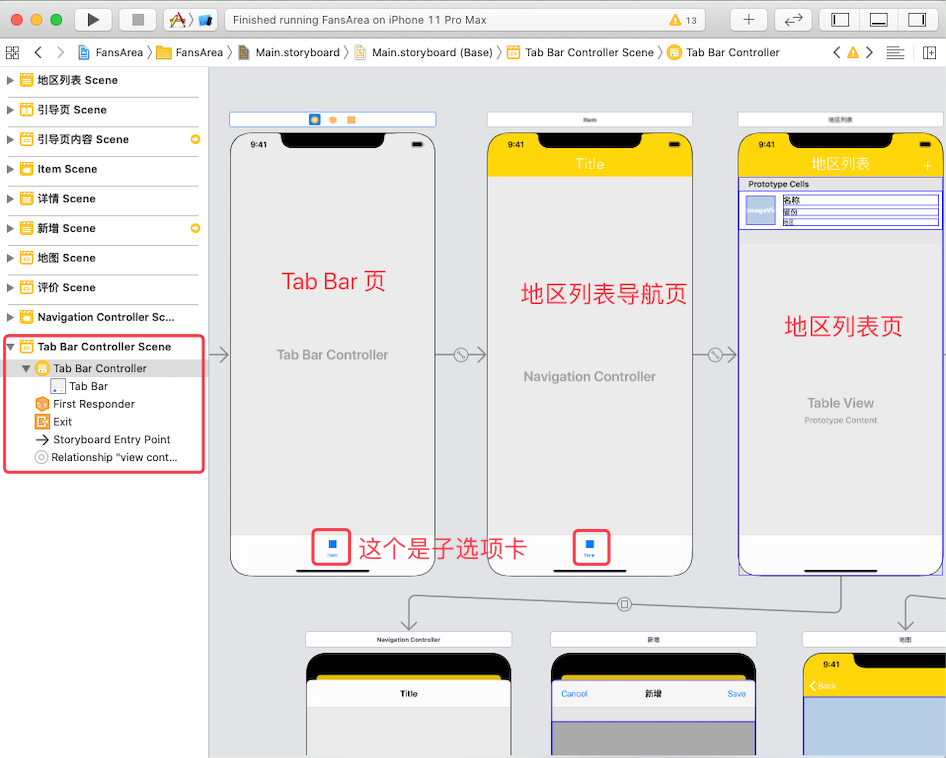 Finished running FansArea on iPhone 11 Pro Max
13
FansArea
FansArea
Main.storyboard
Main.storyboard (Base)
Tab Bar Controller Scene
Tab Bar Controller
地区列表 Scene
引导页 Scene
引导页内容 Scene
Item Scene
详情 Scene
新增 Scene
地图 Scene
评价 Scene
Navigation Controller Sc...
Tab Bar Controller Scene
Tab Bar Controller
Tab Bar
First Responder
Exit
Storyboard Entry Point
Relationship "view cont...
9:41
Tab Bar 页
Tab Bar Controller
Item
这个是子选项卡
Item
9:41
Title
地区列表导航页
Navigation Controller
Item
地区列表
9:41
地区列表
Prototype Cells
名称
省份
地区
地区列表页
Table View
Prototype Content
Navigation Controller
Title
新增
Cancel
新增
Save
地图
9:41
Back